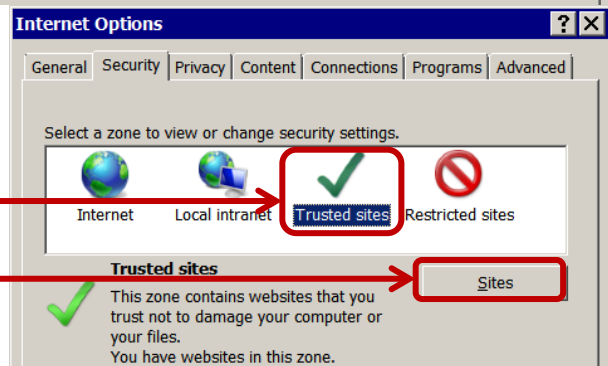 Internet Options ? X
General Security Privacy Content Connections Programs Advanced
Select a zone to view or change security settings.
Internet Local intranet Trusted sites Restricted sites
Trusted sites
Sites
This zone contains websites that you
trust not to damage your computer or
your files.
You have websites in this zone.